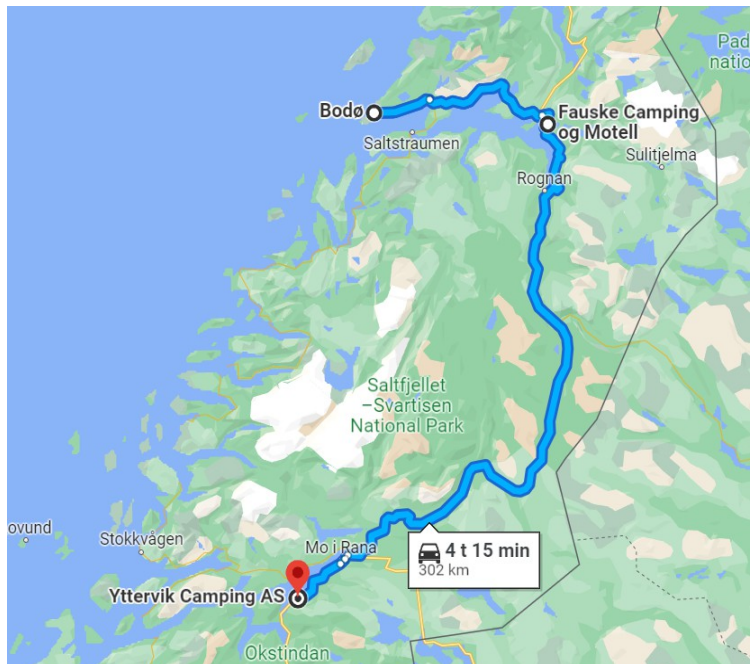 Pad
natio
Bodø
Fauske Camping
og Motell
Saltstraumen
Sulitjelma
Rognan
Saltfjellet
–Svartisen
National Park
ovund
Stokkvågen
Mo i Rana
4 t 15 min
302 km
Yttervik Camping AS
Okstindan